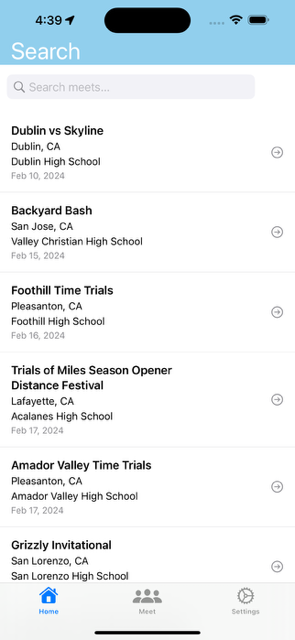 4:39
Search
Search meets...
Dublin vs Skyline
Dublin, CA
Dublin High School
Feb 10, 2024
Backyard Bash
San Jose, CA
Valley Christian High School
Feb 15, 2024
Foothill Time Trials
Pleasanton, CA
Foothill High School
Feb 16, 2024
Trials of Miles Season Opener
Distance Festival
Lafayette, CA
Acalanes High School
Feb 17, 2024
Amador Valley Time Trials
Pleasanton, CA
Amador Valley High School
Feb 17, 2024
Grizzly Invitational
San Lorenzo, CA
San Lorenzo High School
Home
Meet
Settings